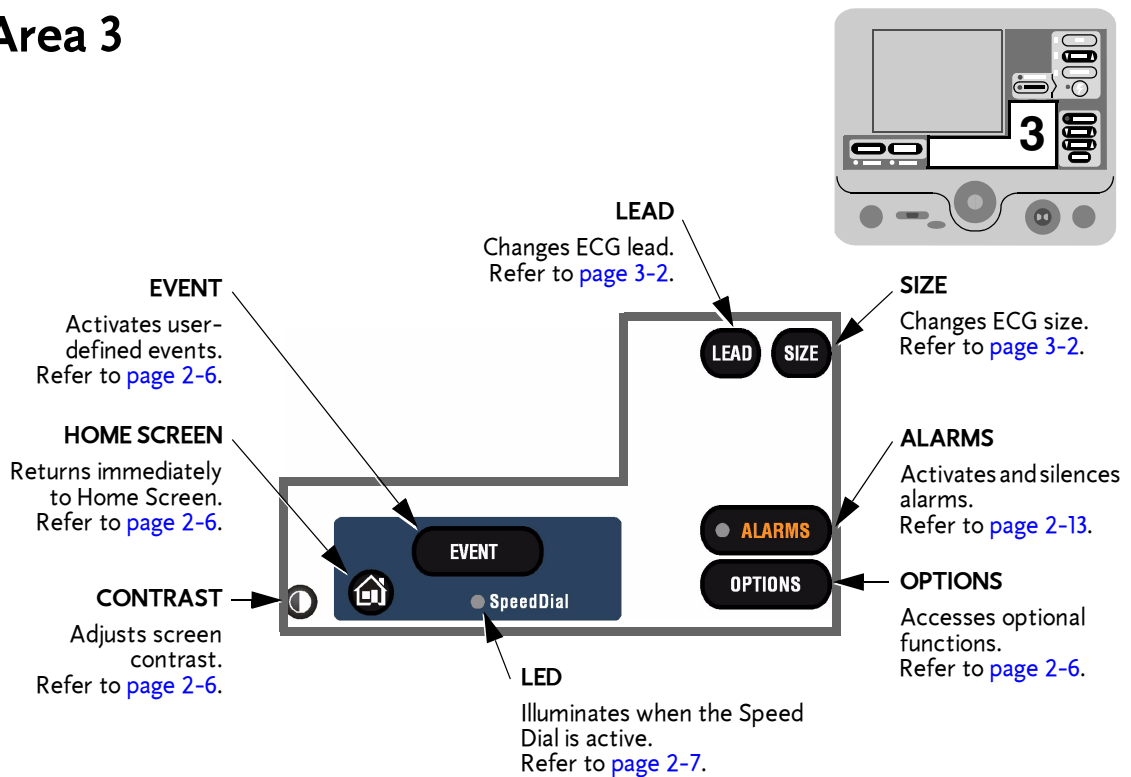 Area 3
3
LEAD
Changes ECG lead.
Refer to page 3-2.
EVENT
Activates user-
defined events.
Refer to page 2-6.
SIZE
Changes ECG size.
Refer to page 3-2.
LEAD
SIZE
HOME SCREEN
Returns immediately
to Home Screen.
Refer to page 2-6.
ALARMS
Activates and silences
alarms.
Refer to page 2-13.
ALARMS
EVENT
OPTIONS
SpeedDial
CONTRAST
Adjusts screen
contrast.
Refer to page 2-6.
OPTIONS
Accesses optional
functions.
Refer to page 2-6.
LED
Illuminates when the Speed
Dial is active.
Refer to page 2-7.